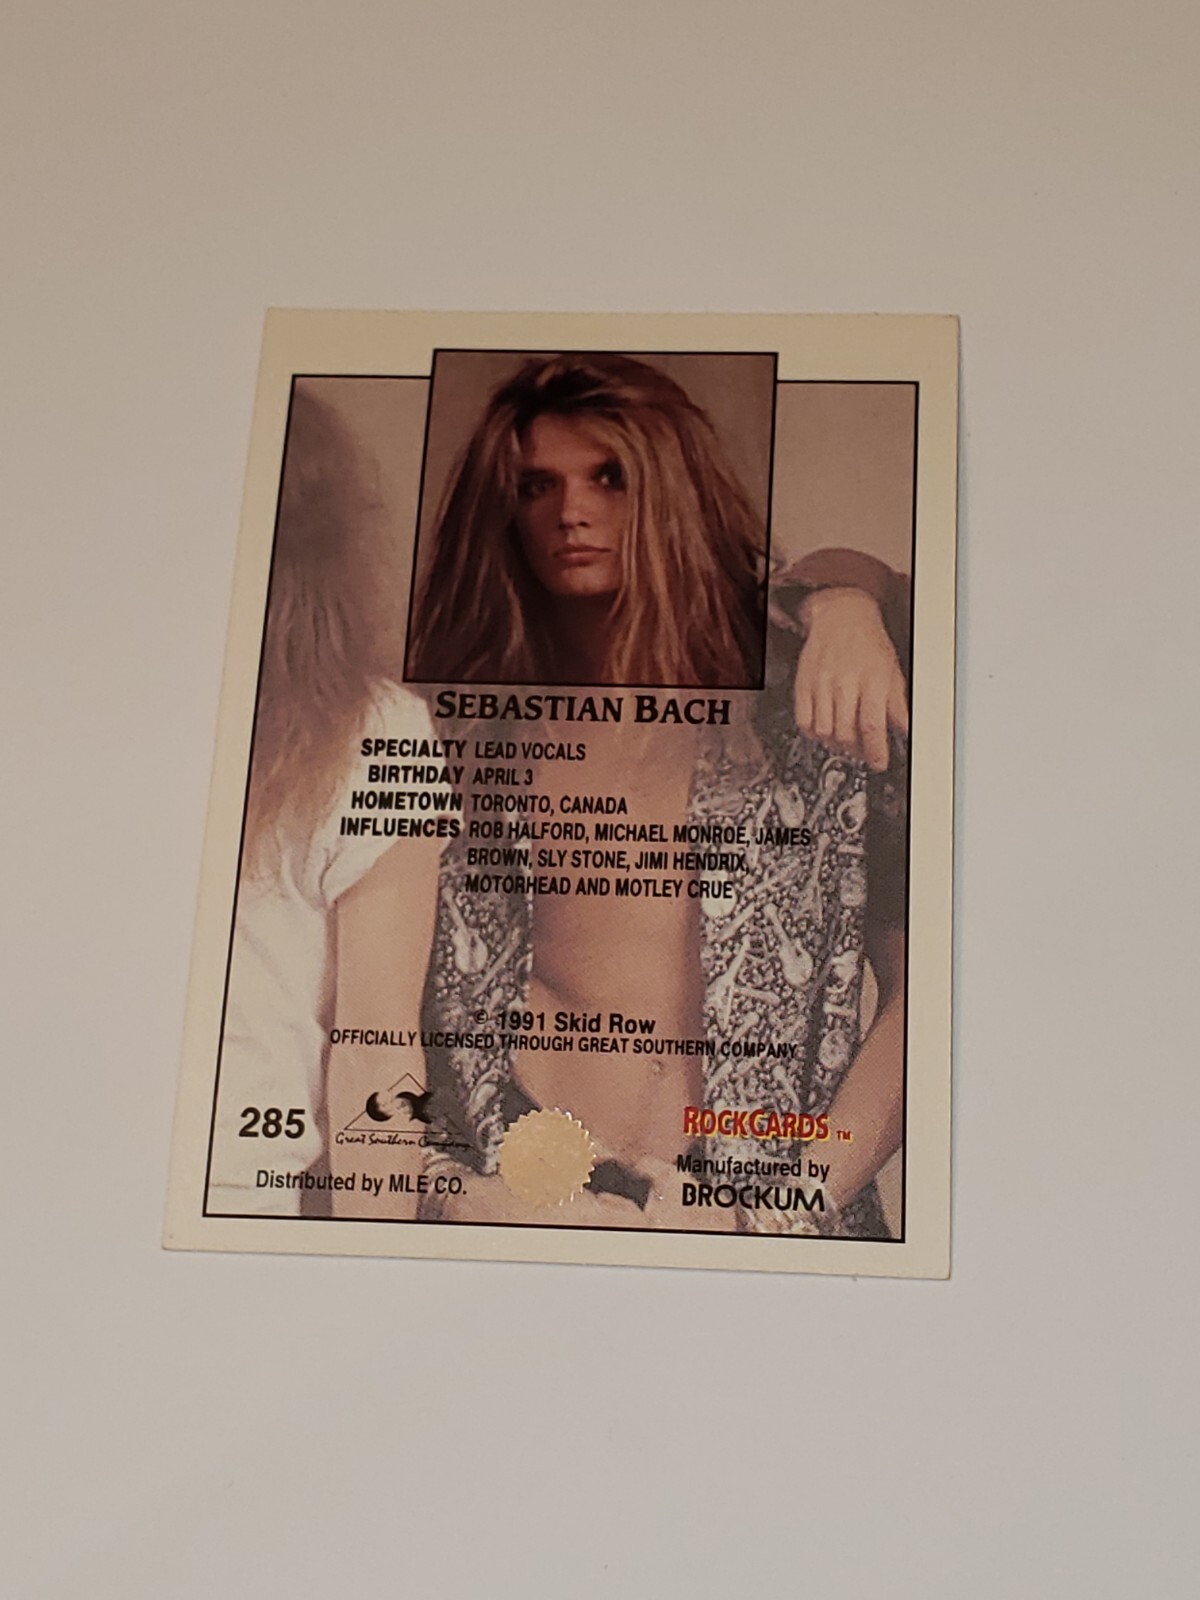 SEBASTIAN BACH
SPECIALTY LEAD VOCALS
BIRTHDAY APRIL 3
HOMETOWN TORONTO, CANADA
INFLUENCES ROB HALFORD, MICHAEL MONROE, JAMES
BROWN, SLY STONE, JIMI HENDRIX,
MOTORHEAD AND MOTLEY CRUE
© 1991 Skid Row
OFFICIALLY LICENSED THROUGH GREAT SOUTHERN COMPANY
285
Great Southern Company
Distributed by MLE CO.
ROCKCARDS TM
Manufactured by
BROCKUM